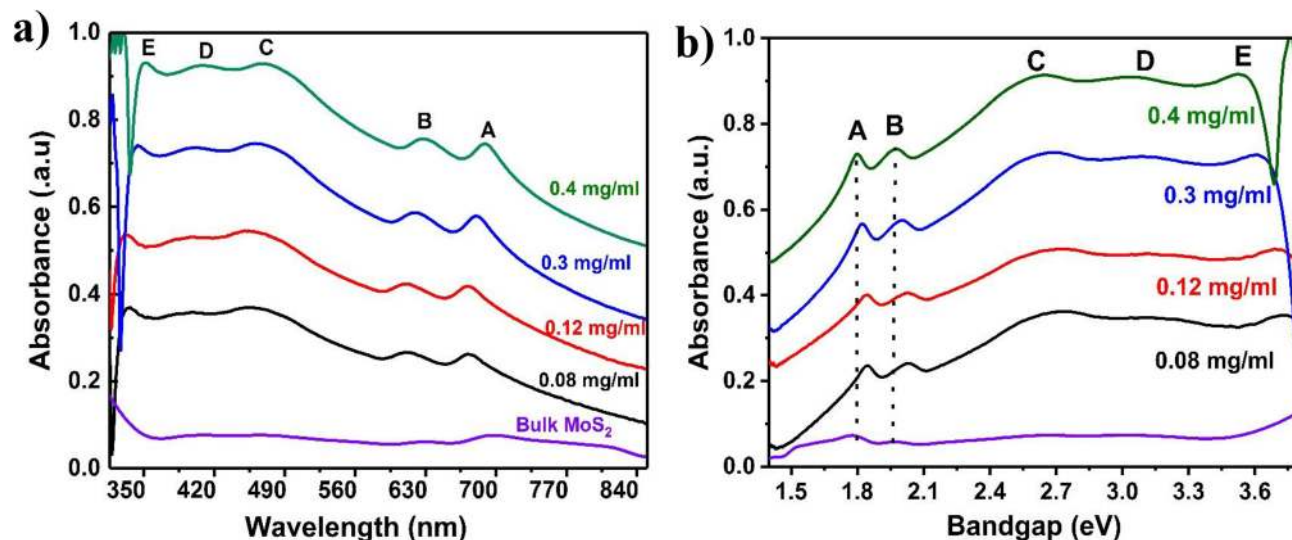 a)
1.0
0.8
0.6
0.4
0.2
0.0
Absorbance (.a.u)
E D C B A
0.4 mg/ml
0.3 mg/ml
0.12 mg/ml
0.08 mg/ml
Bulk MoS₂
350 420 490 560 630 700 770 840
Wavelength (nm)
b)
1.0
0.8
0.6
0.4
0.2
0.0
Absorbance (a.u.)
A B C D E
0.4 mg/ml
0.3 mg/ml
0.12 mg/ml
0.08 mg/ml
1.5 1.8 2.1 2.4 2.7 3.0 3.3 3.6
Bandgap (eV)